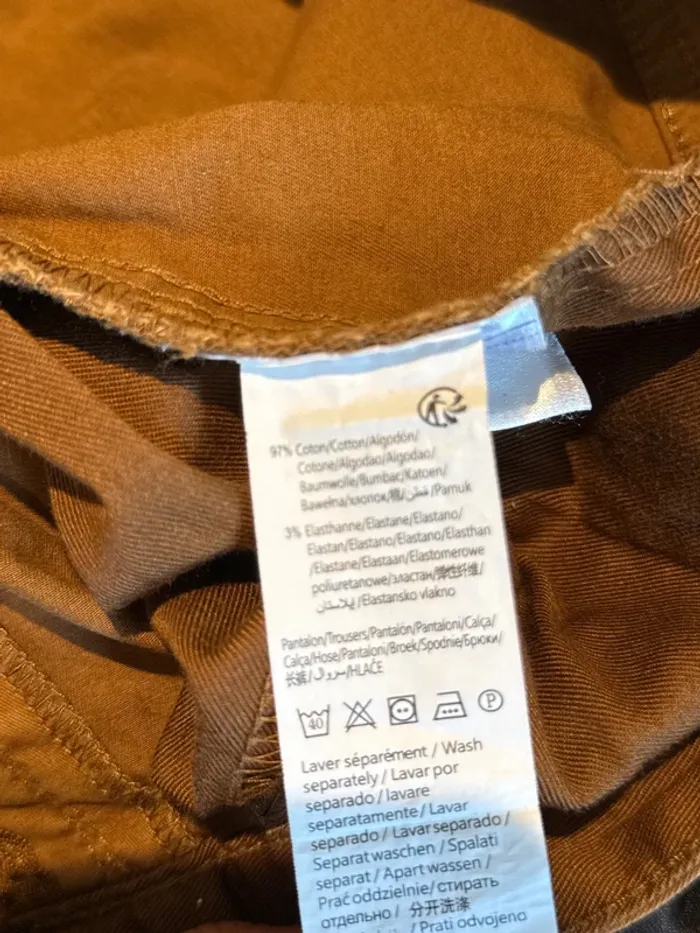 97% Coton/Cotton/Algodón/
Cotone/Algodao/Algodao/
Baumwolle/Bumbac/Katoen/
Bawełna/хлопок/棉/قطن/Pamuk
3% Elasthanne/Elastane/Elastano/
Elastan/Elastano/Elastano/Elasthan
/Elastane/Elastaan/Elastomerowe
poliuretanowe/эластан/弹性纤维/
إيلاستان/Elastansko vlakno
Pantalon/Trousers/Pantalón/Pantaloni/Calça/
Calça/Hose/Pantaloni/Broek/Spodnie/Брюки/
长裤/سروال/HLAČE
40 P
Laver séparément / Wash
separately / Lavar por
separado / lavare
separatamente / Lavar
separado / Lavar separado /
Separat waschen / Spalati
separat / Apart wassen /
Prać oddzielnie/ стирать
отдельно / 分开洗涤
/ Prati odvojeno